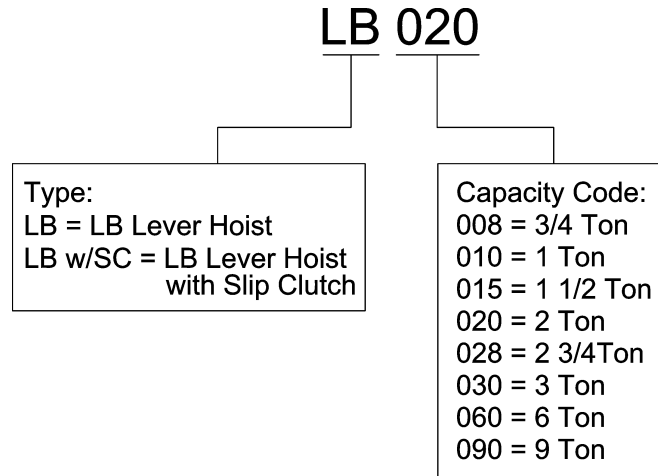 LB 020
Type:
LB = LB Lever Hoist
LB w/SC = LB Lever Hoist
with Slip Clutch
Capacity Code:
008 = 3/4 Ton
010 = 1 Ton
015 = 1 1/2 Ton
020 = 2 Ton
028 = 2 3/4Ton
030 = 3 Ton
060 = 6 Ton
090 = 9 Ton